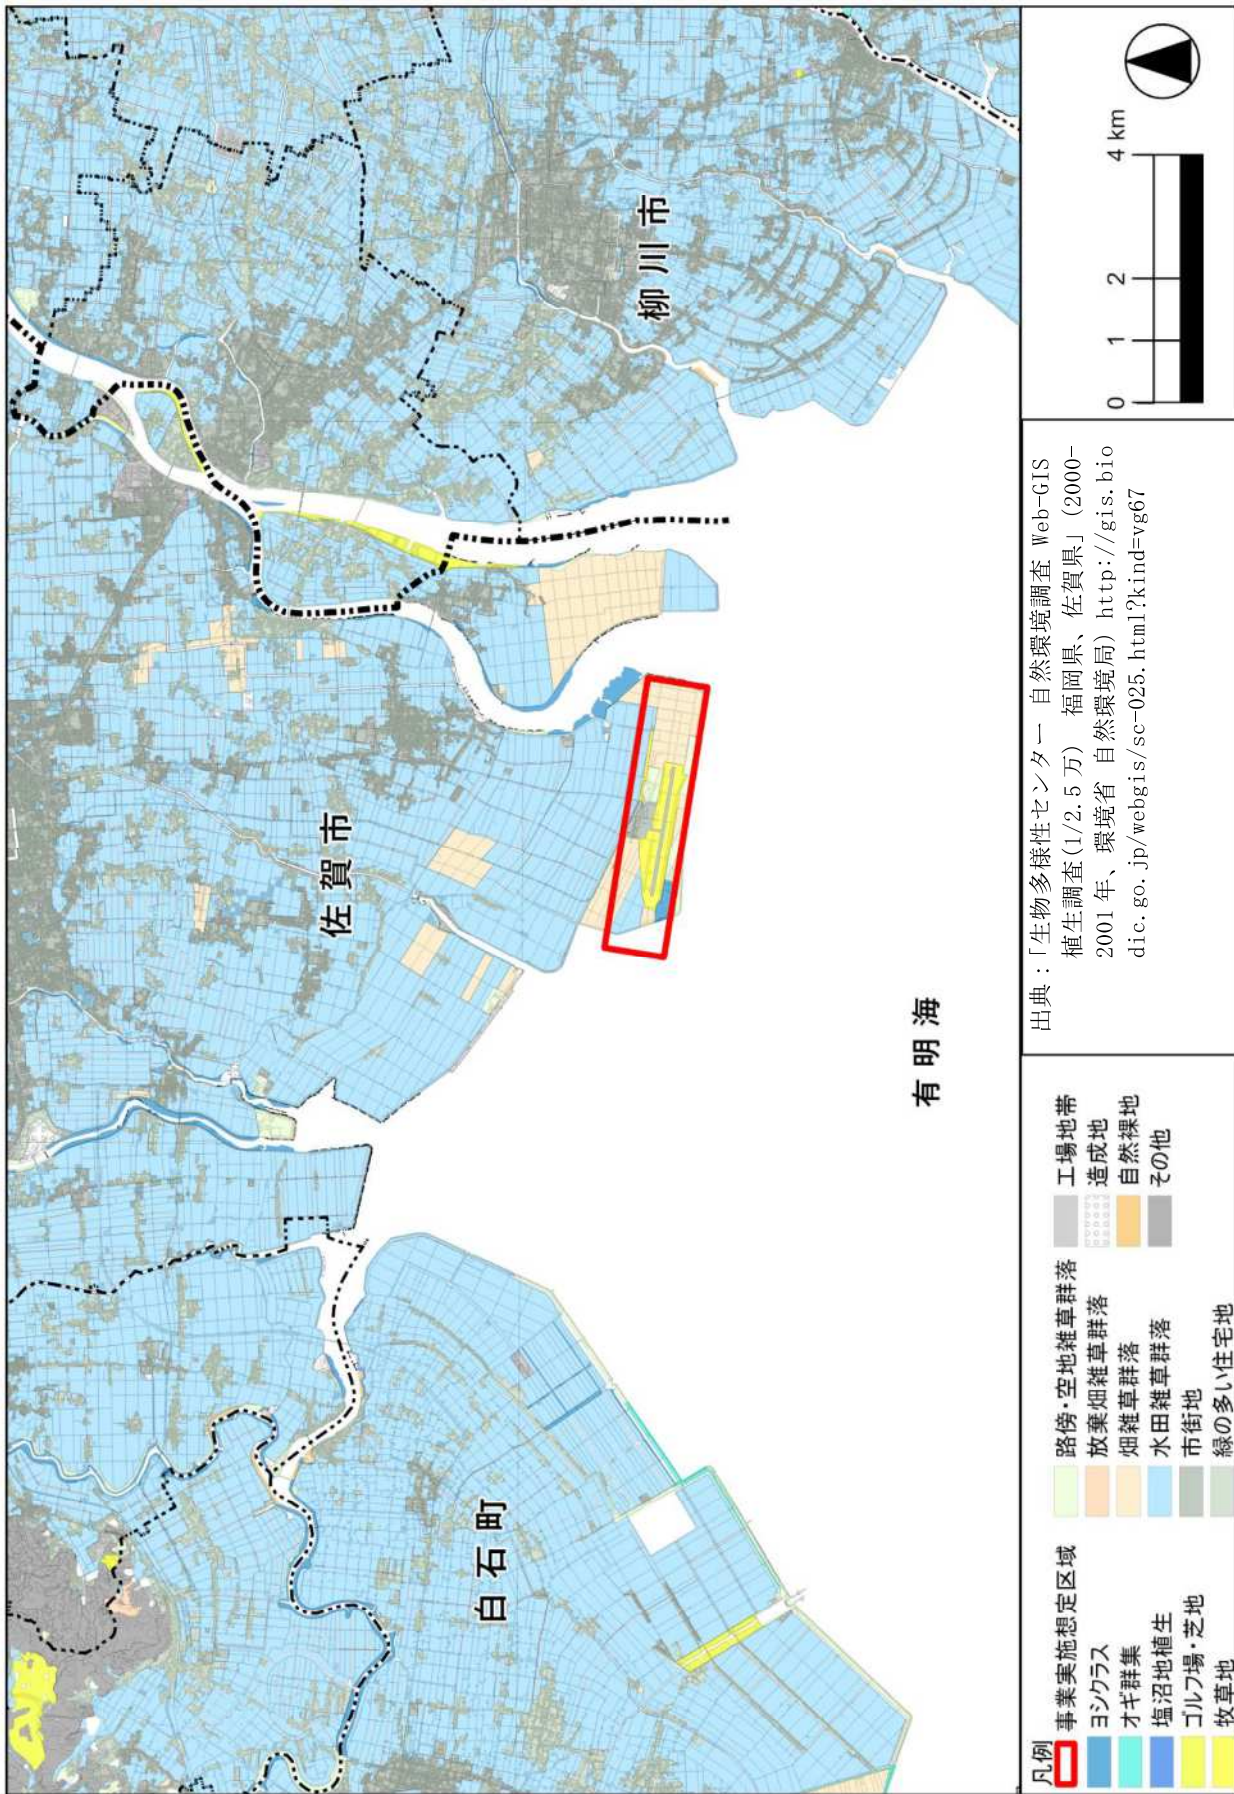 佐賀市
柳川市
白石町
有明海
凡例
事業実施想定区域
ヨシクラス
オギ群集
塩沼地植生
ゴルフ場・芝地
牧草地
路傍・空地雑草群落
放棄畑雑草群落
畑雑草群落
水田雑草群落
市街地
緑の多い住宅地
工場地帯
造成地
自然裸地
その他
出典:「生物多様性センター 自然環境調査 Web-GIS
植生調査(1/2.5万) 福岡県、佐賀県」(2000-
2001年、環境省 自然環境局) http://gis.bio
dic.go.jp/webgis/sc-025.html?kind=vg67
0 1 2 4 km